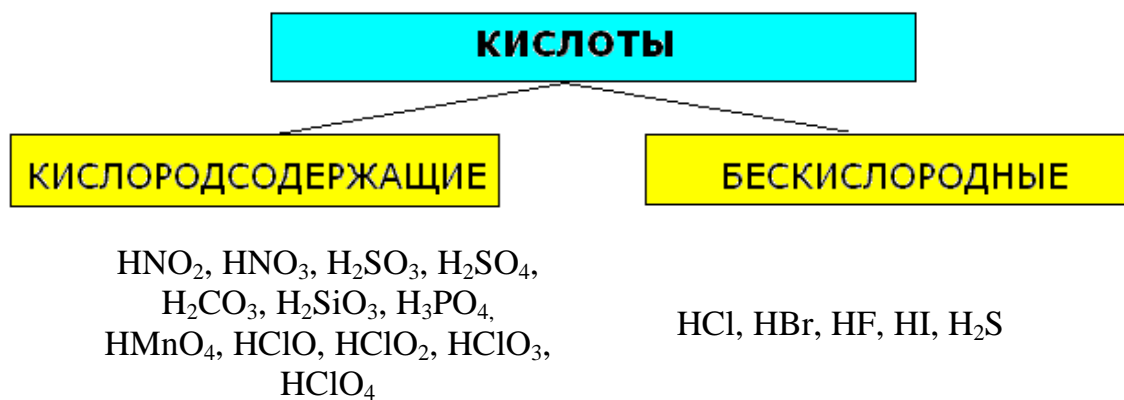 КИСЛОТЫ
КИСЛОРОДСОДЕРЖАЩИЕ
БЕСКИСЛОРОДНЫЕ
HNO₂, HNO₃, H₂SO₃, H₂SO₄,
H₂CO₃, H₂SiO₃, H₃PO₄,
HMnO₄, HClO, HClO₂, HClO₃,
HClO₄
HCl, HBr, HF, HI, H₂S